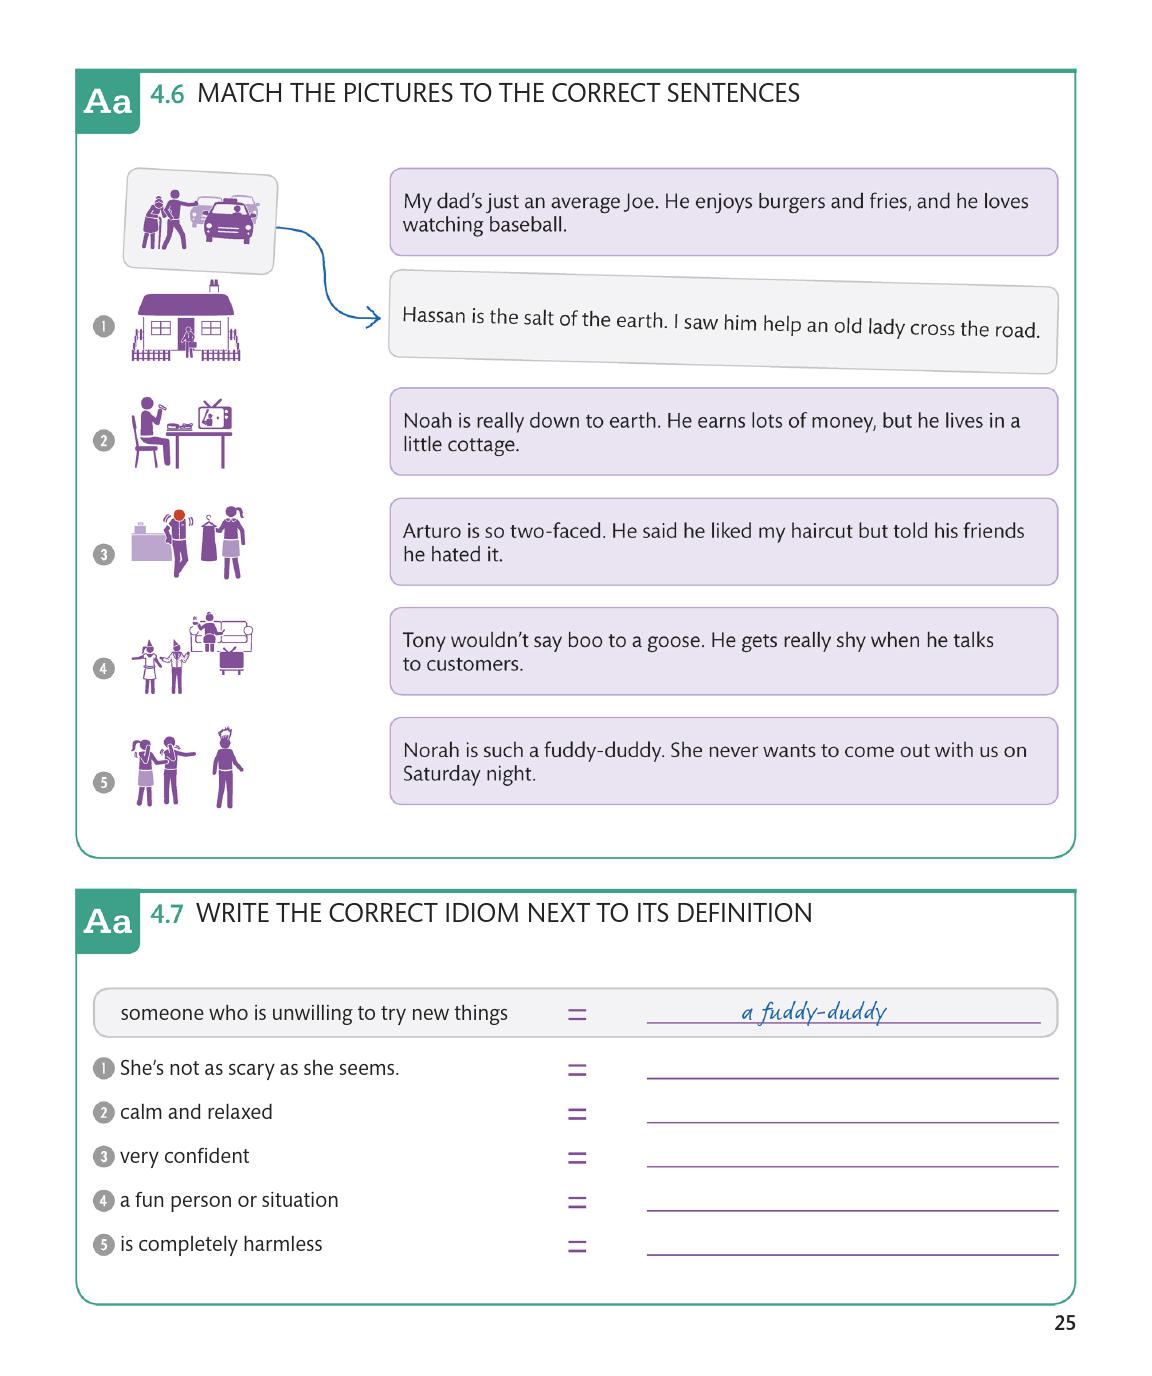 Aa 4.6 MATCH THE PICTURES TO THE CORRECT SENTENCES
My dad's just an average Joe. He enjoys burgers and fries, and he loves
watching baseball.
1
Hassan is the salt of the earth. I saw him help an old lady cross the road.
2
Noah is really down to earth. He earns lots of money, but he lives in a
little cottage.
3
Arturo is so two-faced. He said he liked my haircut but told his friends
he hated it.
4
Tony wouldn't say boo to a goose. He gets really shy when he talks
to customers.
5
Norah is such a fuddy-duddy. She never wants to come out with us on
Saturday night.
Aa 4.7 WRITE THE CORRECT IDIOM NEXT TO ITS DEFINITION
someone who is unwilling to try new things = a fuddy-duddy
1 She's not as scary as she seems. =
2 calm and relaxed =
3 very confident =
4 a fun person or situation =
5 is completely harmless =
25